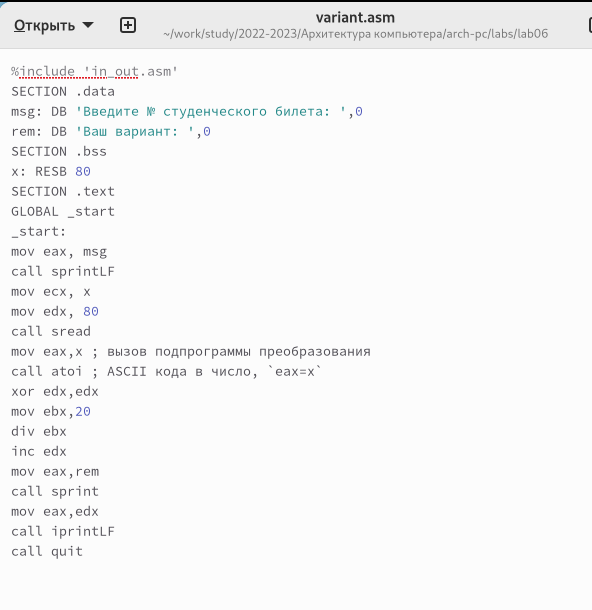 Открыть
variant.asm
~/work/study/2022-2023/Архитектура компьютера/arch-pc/labs/lab06
%include 'in_out.asm'
SECTION .data
msg: DB 'Введите № студенческого билета: ',0
rem: DB 'Ваш вариант: ',0
SECTION .bss
x: RESB 80
SECTION .text
GLOBAL _start
_start:
mov eax, msg
call sprintLF
mov ecx, x
mov edx, 80
call sread
mov eax,x ; вызов подпрограммы преобразования
call atoi ; ASCII кода в число, `eax=x`
xor edx,edx
mov ebx,20
div ebx
inc edx
mov eax,rem
call sprint
mov eax,edx
call iprintLF
call quit